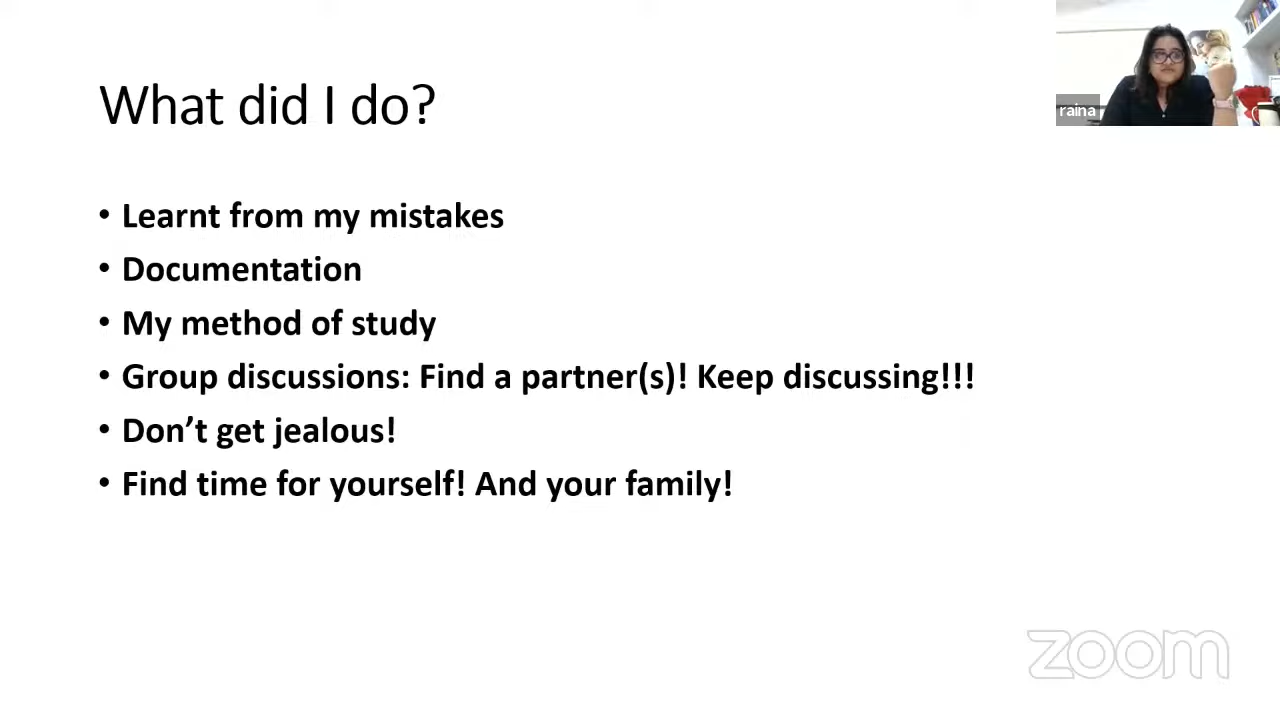 What did I do?
raina
• Learnt from my mistakes
• Documentation
• My method of study
• Group discussions: Find a partner(s)! Keep discussing!!!
• Don’t get jealous!
• Find time for yourself! And your family!
zoom